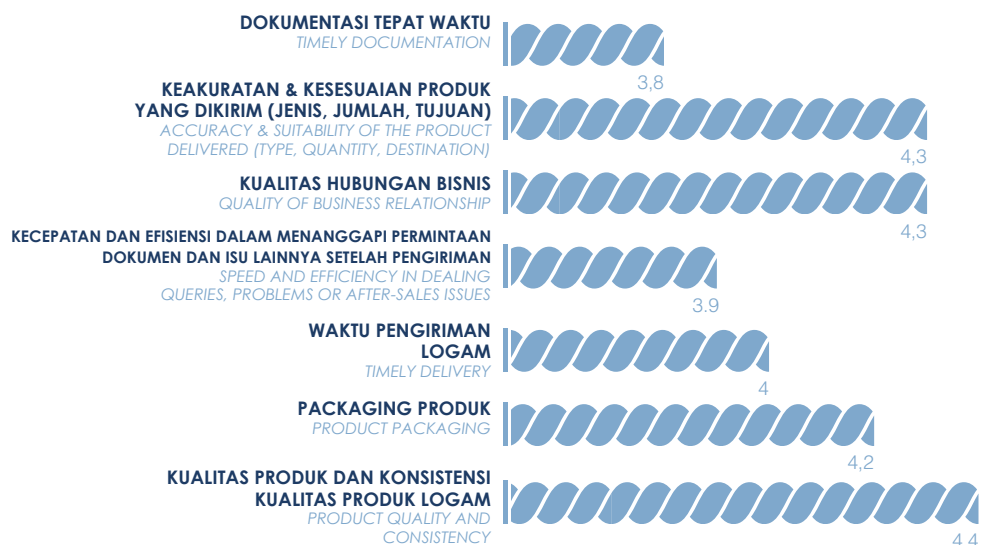 DOKUMENTASI TEPAT WAKTU
TIMELY DOCUMENTATION
3,8
KEAKURATAN & KESESUAIAN PRODUK
YANG DIKIRIM (JENIS, JUMLAH, TUJUAN)
ACCURACY & SUITABILITY OF THE PRODUCT
DELIVERED (TYPE, QUANTITY, DESTINATION)
4,3
KUALITAS HUBUNGAN BISNIS
QUALITY OF BUSINESS RELATIONSHIP
4,3
KECEPATAN DAN EFISIENSI DALAM MENANGGAPI PERMINTAAN
DOKUMEN DAN ISU LAINNYA SETELAH PENGIRIMAN
SPEED AND EFFICIENCY IN DEALING
QUERIES, PROBLEMS OR AFTER-SALES ISSUES
3.9
WAKTU PENGIRIMAN
LOGAM
TIMELY DELIVERY
4
PACKAGING PRODUK
PRODUCT PACKAGING
4,2
KUALITAS PRODUK DAN KONSISTENSI
KUALITAS PRODUK LOGAM
PRODUCT QUALITY AND
CONSISTENCY